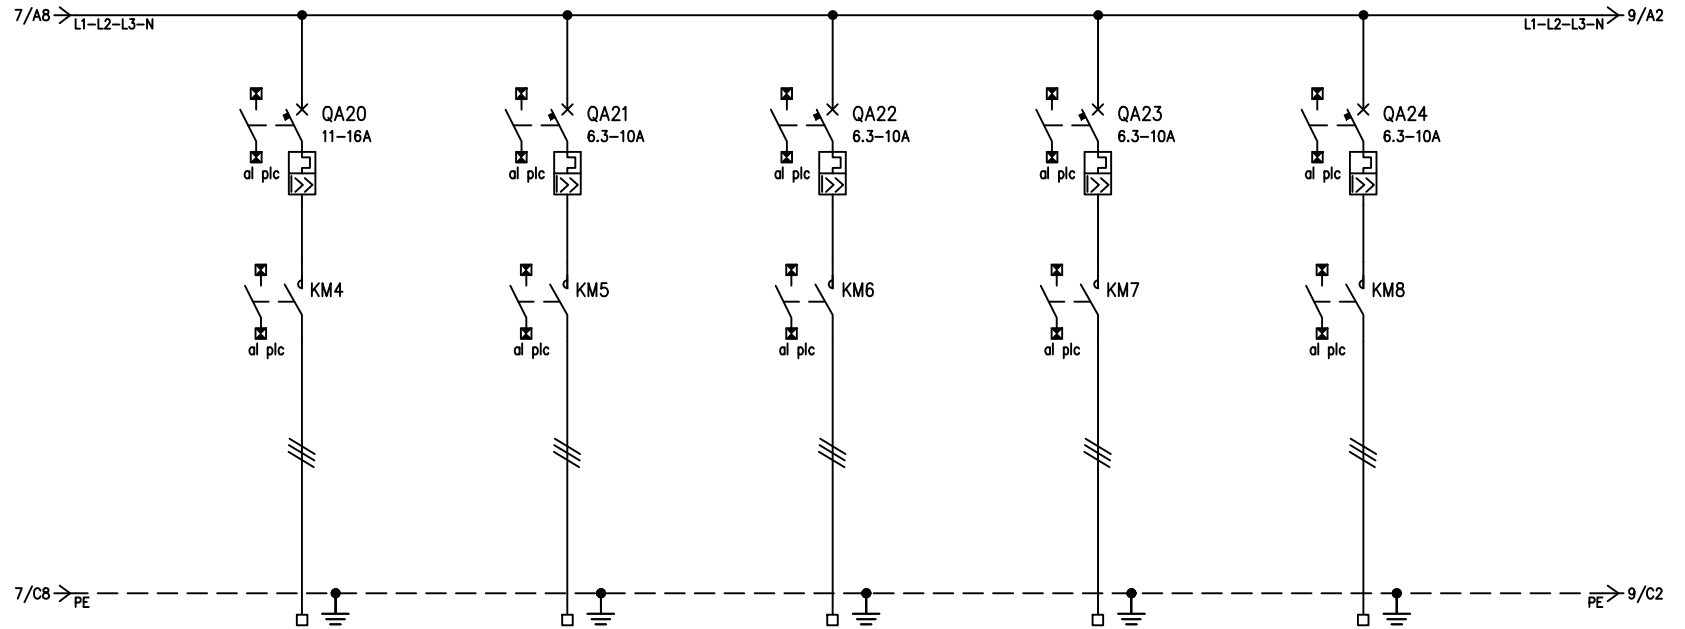 7/A8
L1-L2-L3-N
L1-L2-L3-N
9/A2
QA20
11-16A
al plc
QA21
6.3-10A
al plc
QA22
6.3-10A
al plc
QA23
6.3-10A
al plc
QA24
6.3-10A
al plc
KM4
al plc
KM5
al plc
KM6
al plc
KM7
al plc
KM8
al plc
7/C8
PE
PE
9/C2